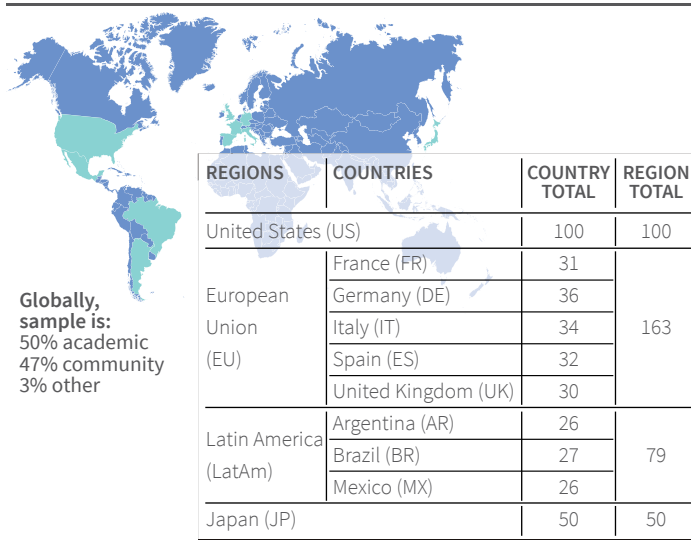 REGIONS COUNTRIES COUNTRY TOTAL REGION TOTAL
United States (US) 100 100
European Union (EU) France (FR) 31 163
Germany (DE) 36
Italy (IT) 34
Spain (ES) 32
United Kingdom (UK) 30
Latin America (LatAm) Argentina (AR) 26 79
Brazil (BR) 27
Mexico (MX) 26
Japan (JP) 50 50
Globally,
sample is:
50% academic
47% community
3% other